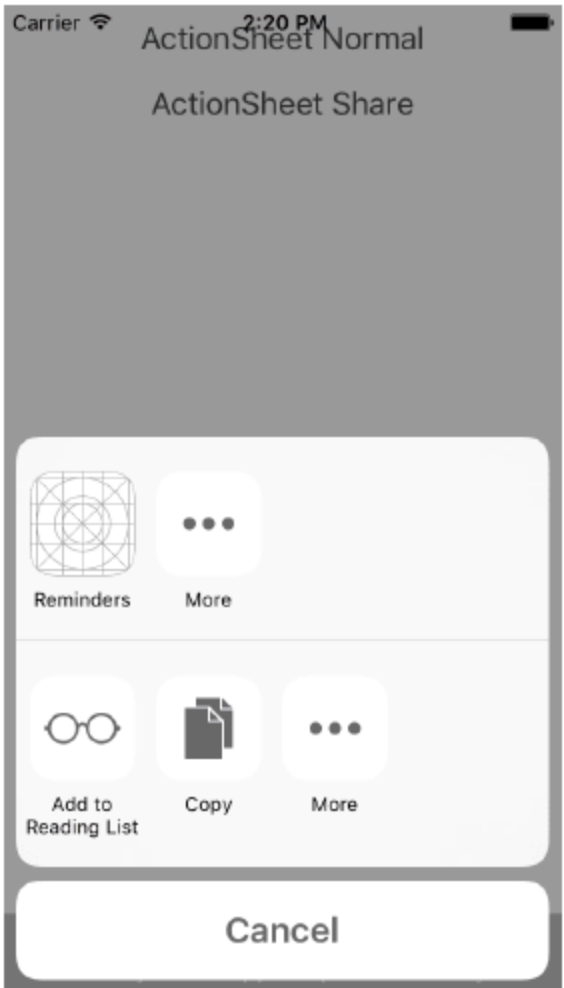 Carrier 2:20 PM
ActionSheet Normal
ActionSheet Share
Reminders More
Add to Reading List Copy More
Cancel